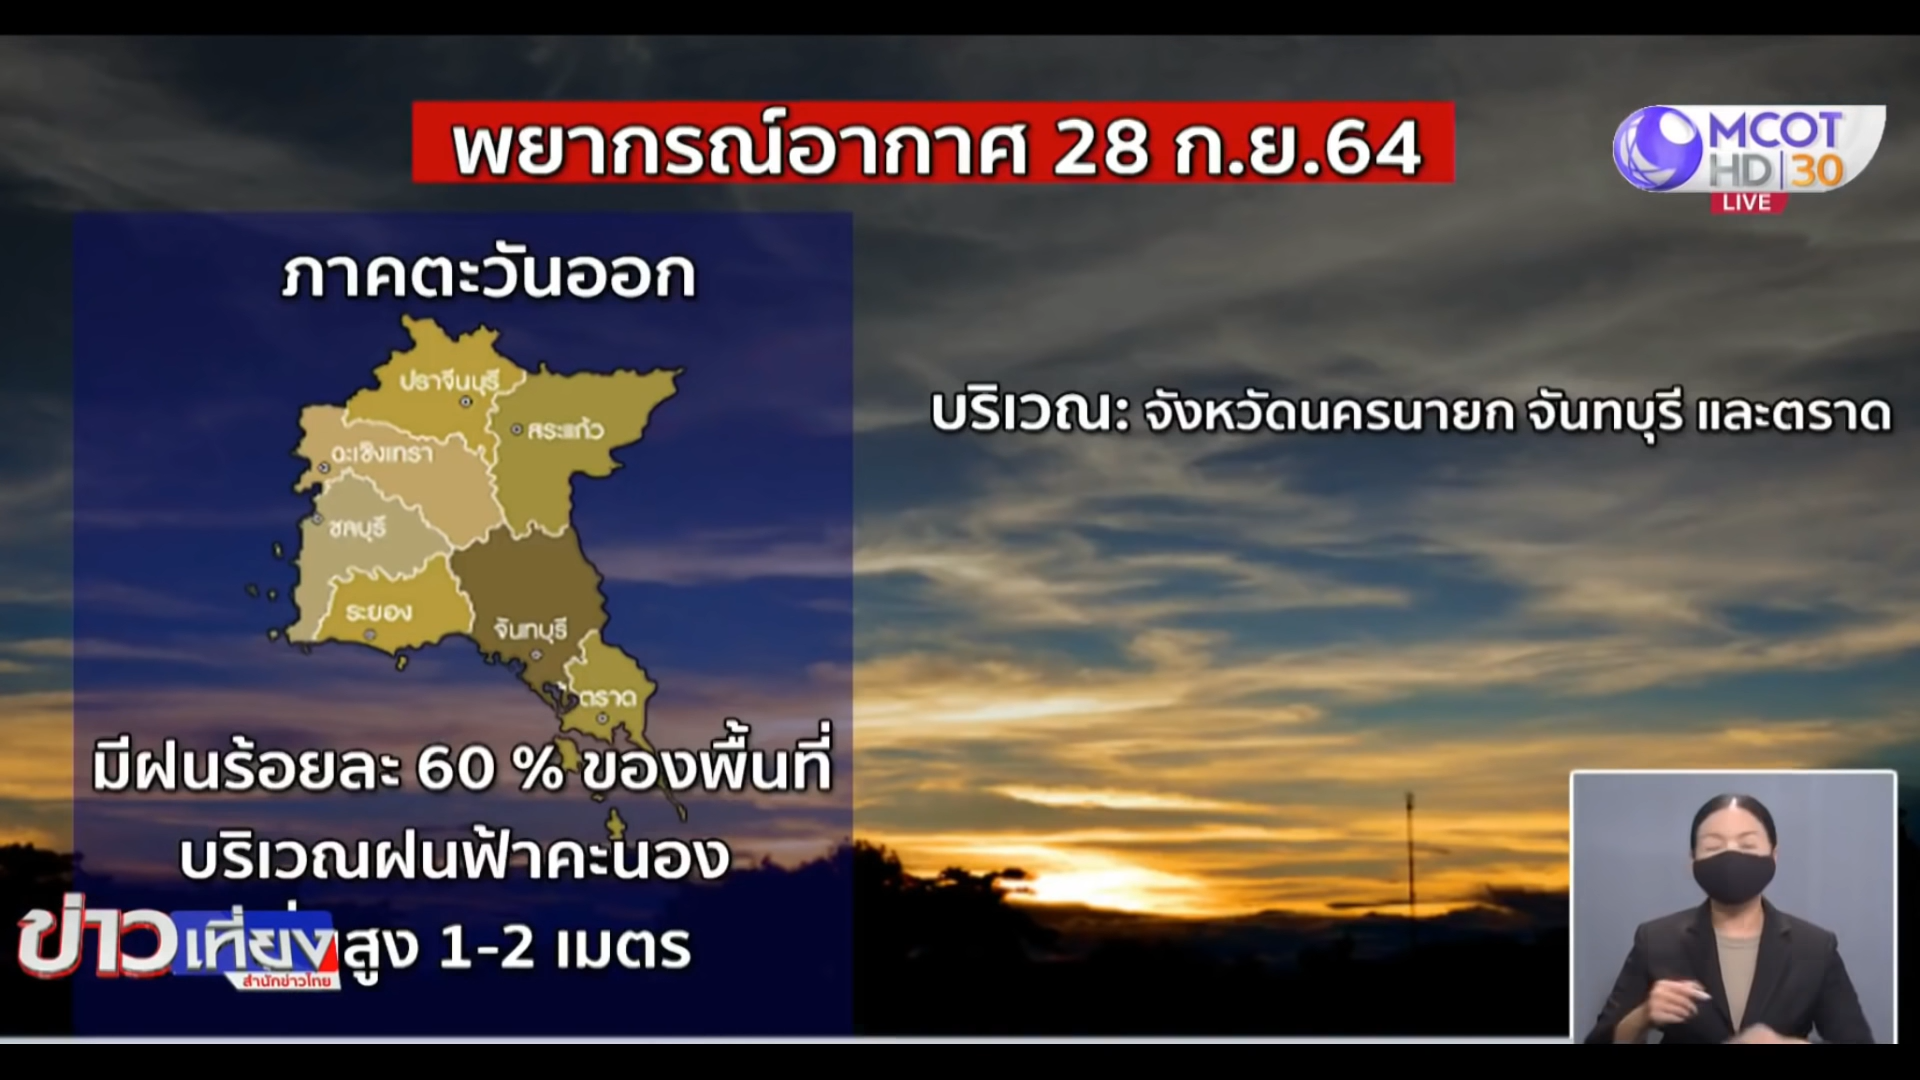 พยากรณ์อากาศ 28 ก.ย.64
MCOT
HD 30
LIVE
ภาคตะวันออก
ปราจีนบุรี
สระแก้ว
ฉะเชิงเทรา
ชลบุรี
ระยอง
จันทบุรี
ตราด
บริเวณ: จังหวัดนครนายก จันทบุรี และตราด
มีฝนร้อยละ 60 % ของพื้นที่
บริเวณฝนฟ้าคะนอง
สูง 1-2 เมตร
ข่าวเที่ยง
สำนักข่าวไทย